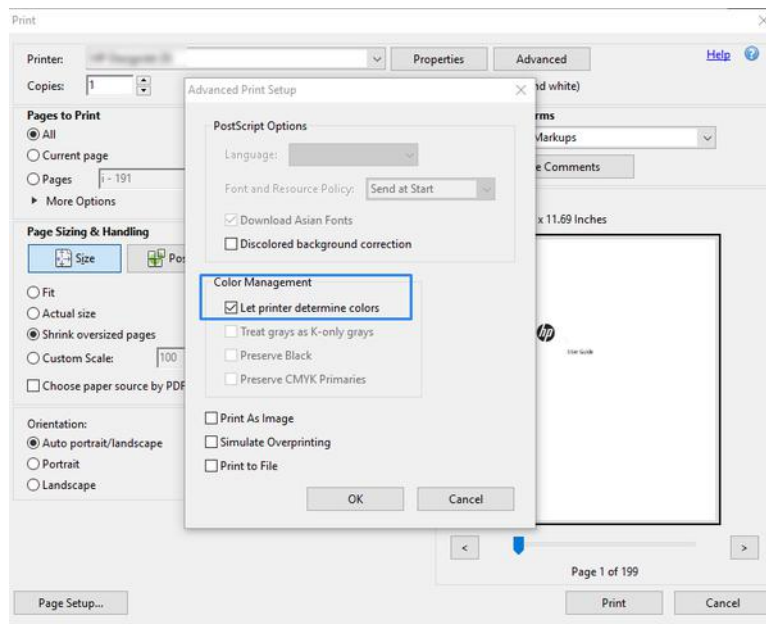 Print
Printer:
Properties
Advanced
Help
Copies: 1
nd white)
Pages to Print
All
Current page
Pages i - 191
More Options
Page Sizing & Handling
Size
Pos
Fit
Actual size
Shrink oversized pages
Custom Scale: 100
Choose paper source by PDF
Orientation:
Auto portrait/landscape
Portrait
Landscape
Advanced Print Setup
PostScript Options
Language:
Font and Resource Policy: Send at Start
Download Asian Fonts
Discolored background correction
Color Management
Let printer determine colors
Treat grays as K-only grays
Preserve Black
Preserve CMYK Primaries
Print As Image
Simulate Overprinting
Print to File
OK
Cancel
rms
Markups
e Comments
x 11.69 Inches
hp
User Guide
<
>
Page 1 of 199
Page Setup...
Print
Cancel